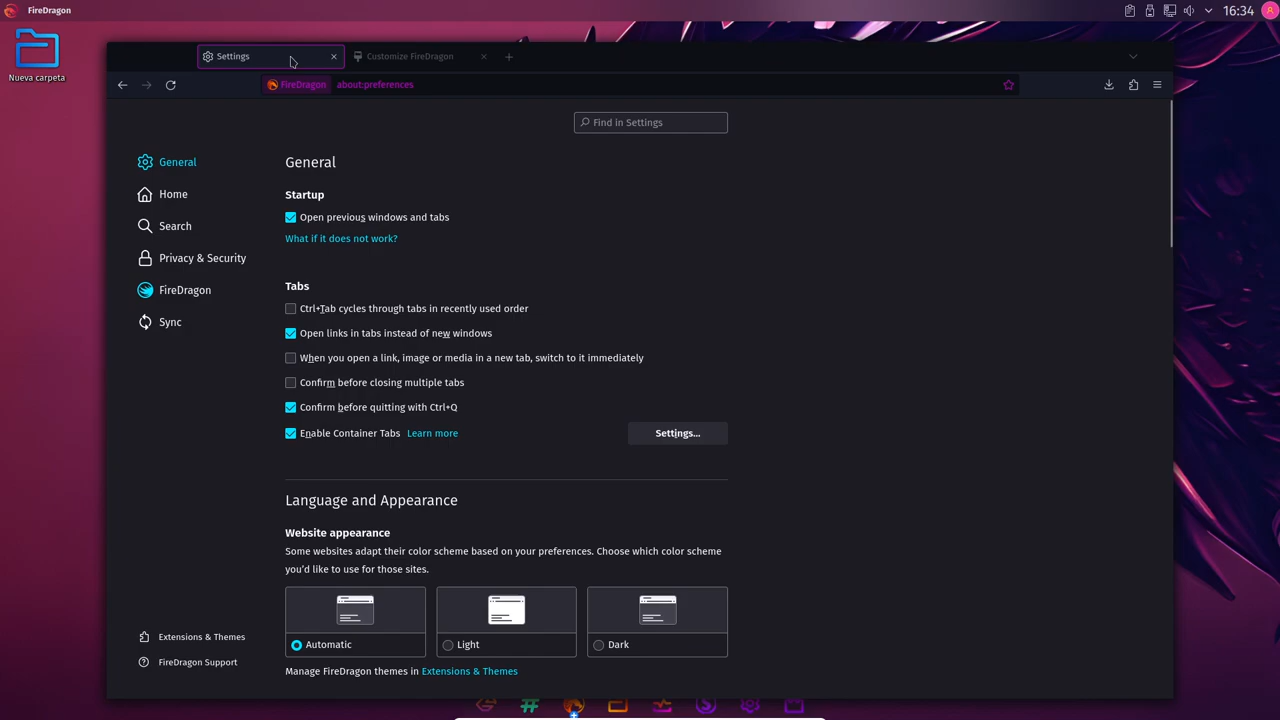 FireDragon
16:34
Nueva carpeta
Settings
Customize FireDragon
FireDragon
about:preferences
Find in Settings
General
Home
Search
Privacy & Security
FireDragon
Sync
Extensions & Themes
FireDragon Support
General
Startup
Open previous windows and tabs
What if it does not work?
Tabs
Ctrl+Tab cycles through tabs in recently used order
Open links in tabs instead of new windows
When you open a link, image or media in a new tab, switch to it immediately
Confirm before closing multiple tabs
Confirm before quitting with Ctrl+Q
Enable Container Tabs Learn more
Settings...
Language and Appearance
Website appearance
Some websites adapt their color scheme based on your preferences. Choose which color scheme
you’d like to use for those sites.
Automatic
Light
Dark
Manage FireDragon themes in Extensions & Themes